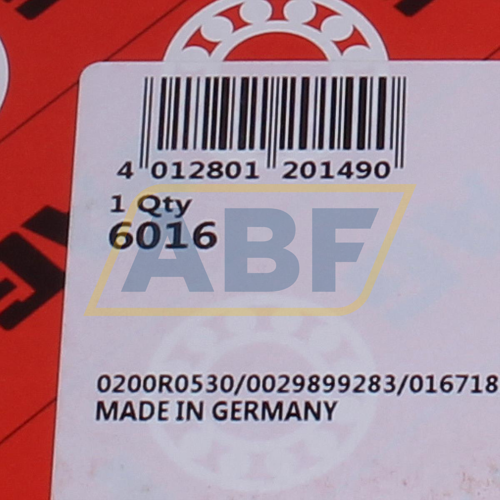 4 012801 201490
1 Qty
6016
ABF
0200R0530/0029899283/016718
MADE IN GERMANY